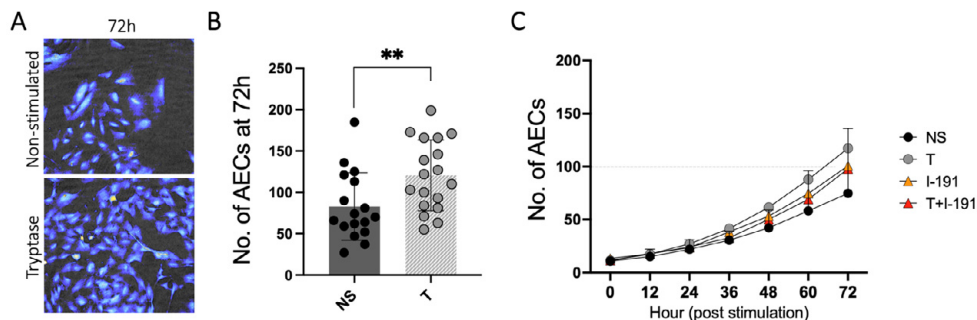 A
72h
Non-stimulated
Tryptase
B
**
No. of AECs at 72h
250
200
150
100
50
0
NS
T
C
No. of AECs
200
150
100
50
0
0 12 24 36 48 60 72
Hour (post stimulation)
NS
T
I-191
T+I-191